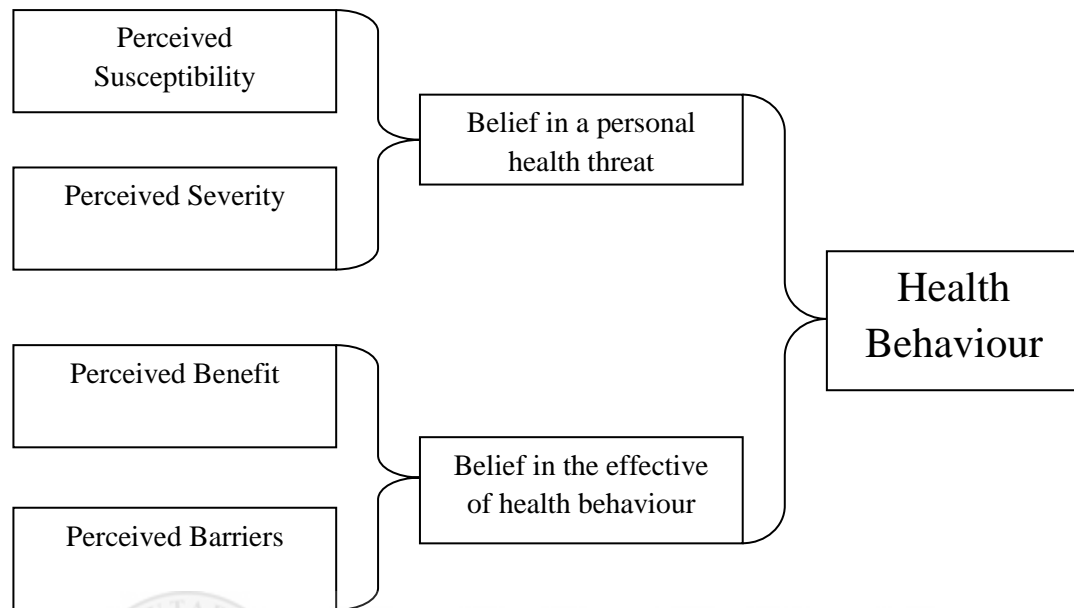 Perceived
Susceptibility
Perceived Severity
Belief in a personal
health threat
Perceived Benefit
Perceived Barriers
Belief in the effective
of health behaviour
Health
Behaviour